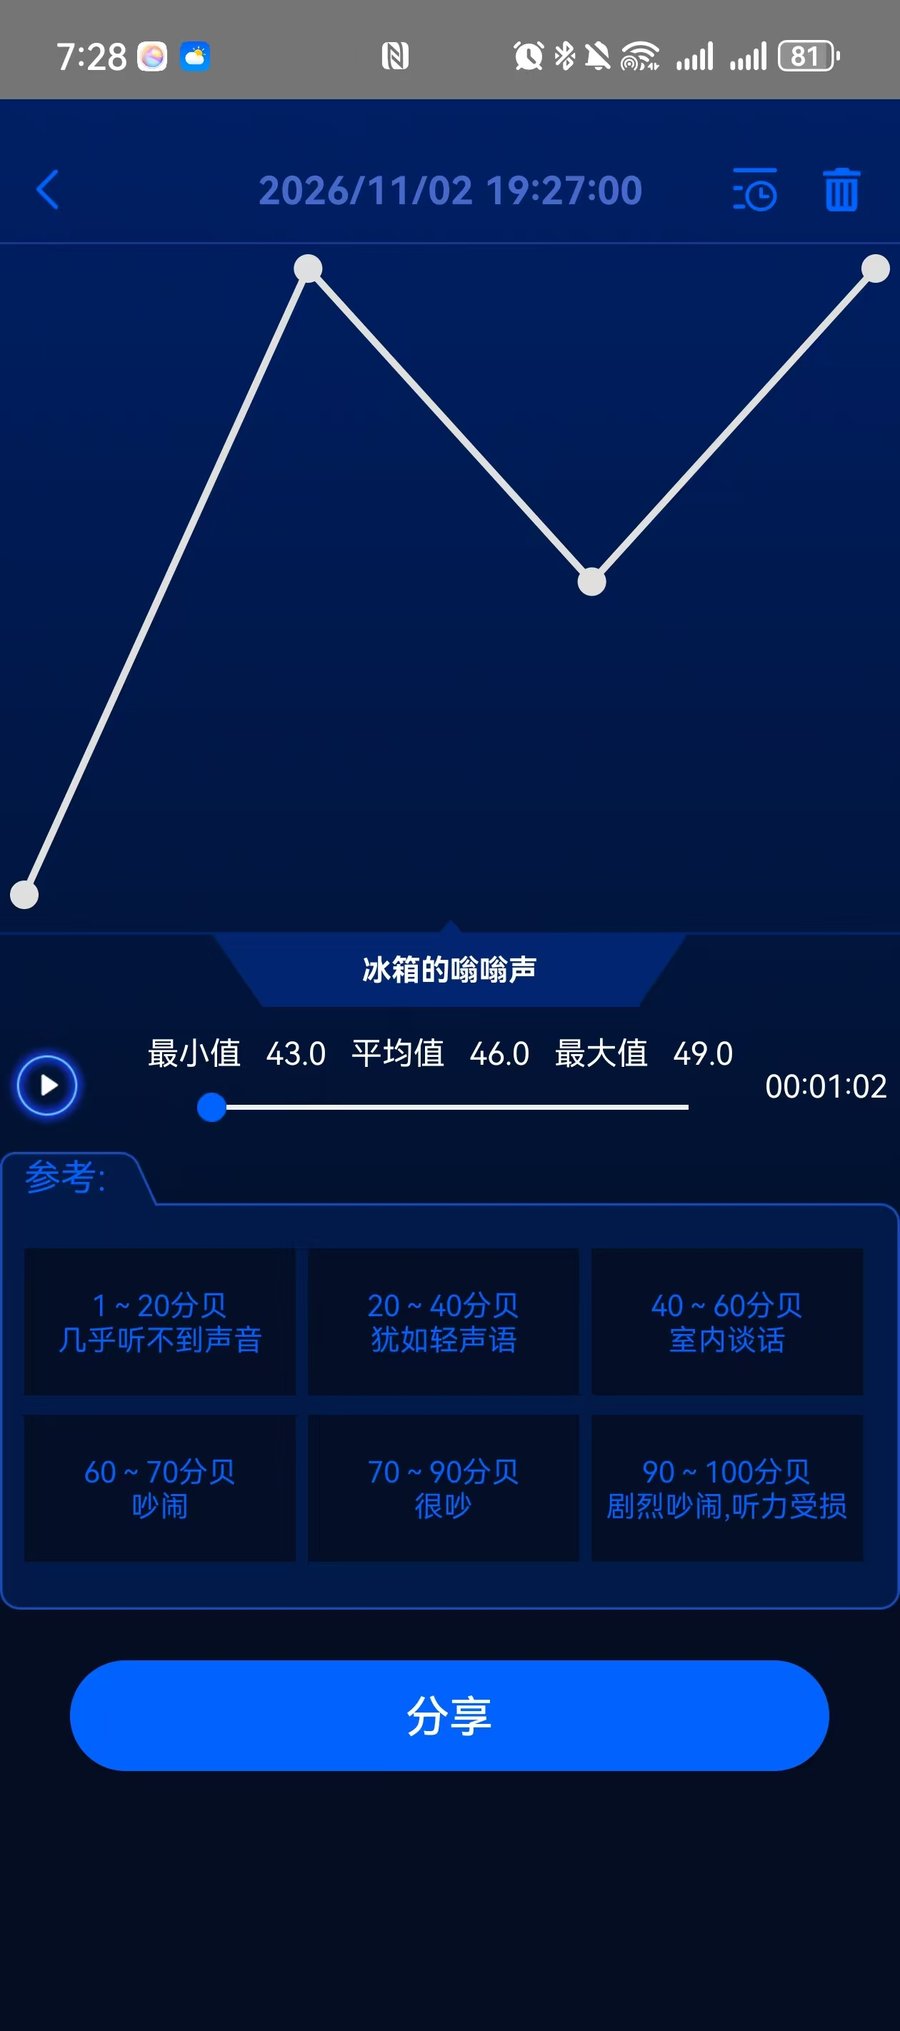 7:28
81
2026/11/02 19:27:00
冰箱的嗡嗡声
最小值 43.0 平均值 46.0 最大值 49.0
00:01:02
参考:
1~20分贝
几乎听不到声音
20~40分贝
犹如轻声语
40~60分贝
室内谈话
60~70分贝
吵闹
70~90分贝
很吵
90~100分贝
剧烈吵闹,听力受损
分享